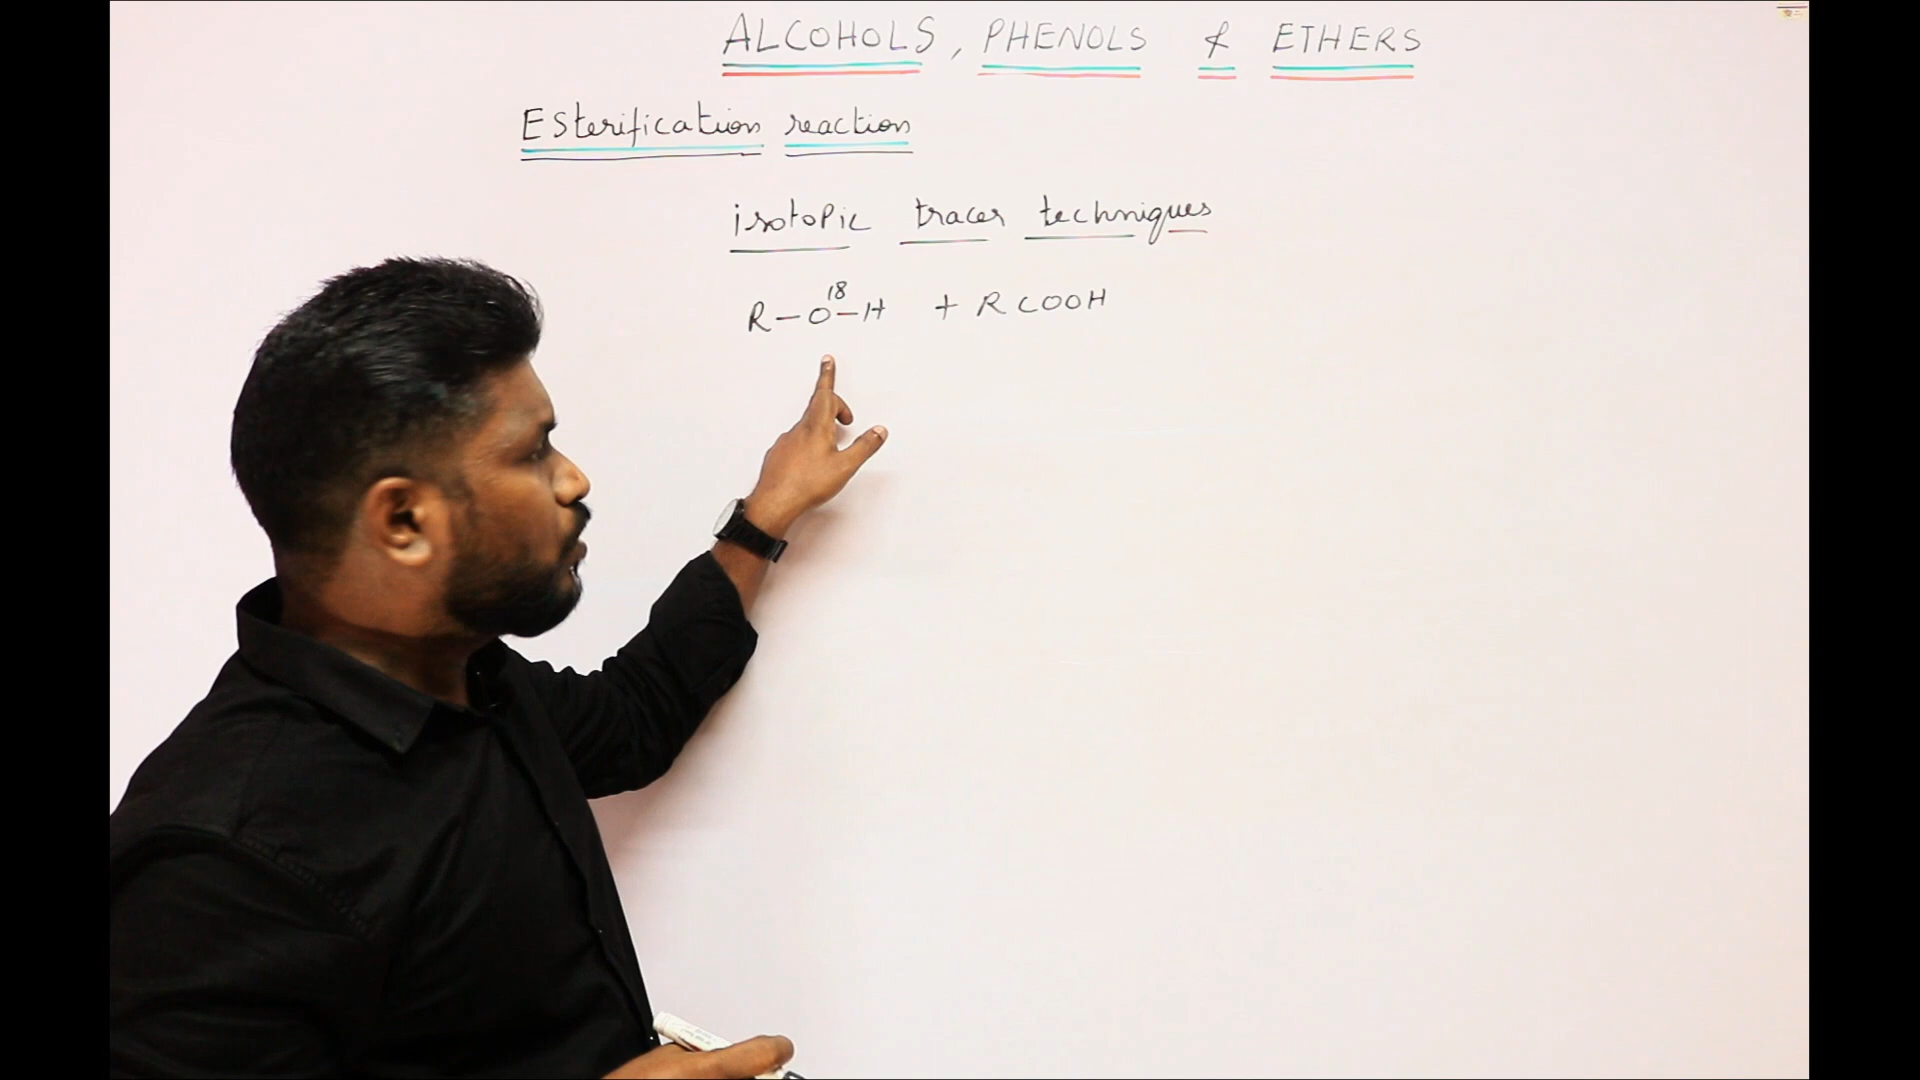 ALCOHOLS, PHENOLS & ETHERS
Esterification reaction
isotopic tracer techniques
R-O¹⁸-H + RCOOH